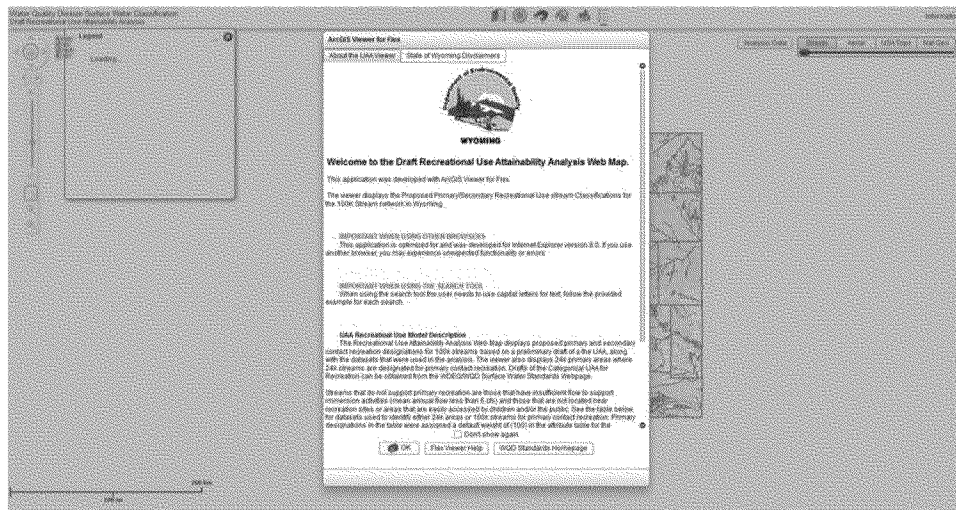 Water Quality Division Surface Water Classification
Draft Recreational Use Attainability Analysis
Legend
Loading
ArcGIS Viewer for Flex
About the UAA Viewer
State of Wyoming Disclaimers
Department of Environmental Quality
WYOMING
Welcome to the Draft Recreational Use Attainability Analysis Web Map.
This application was developed with ArcGIS Viewer for Flex.
The viewer displays the Proposed Primary/Secondary Recreational Use stream Classifications for
the 100K Stream network in Wyoming.
IMPORTANT WHEN USING OTHER BROWSERS
This application is optimized for and was developed for Internet Explorer version 8.0. If you use
another browser, you may experience unexpected functionality or errors.
IMPORTANT WHEN USING THE SEARCH TOOL
When using the search tool the user needs to use capital letters for text, follow the provided
example for each search.
UAA Recreational Use Model Description
The Recreational Use Attainability Analysis Web Map displays proposed primary and secondary
contact recreation designations for 100k streams based on a preliminary draft of a the UAA, along
with the datasets that were used in the analysis. The viewer also displays 24k primary areas where
24k streams are designated for primary contact recreation. Drafts of the Categorical UAA for
Recreation can be obtained from the WDEQ/WQD Surface Water Standards Webpage.
Streams that do not support primary recreation are those that have insufficient flow to support
immersion activities (mean annual flow less than 6 cfs) and those that are not located near
recreation sites or areas that are easily accessed by children and/or the public. See the table below
for datasets used to identify either 24k areas or 100k streams for primary contact recreation. Primary
designations in the table were assigned a default weight of (100) in the attribute table for the
Don't show again
OK
Flex Viewer Help
WQD Standards Homepage
Streets
Aerial
USA Topo
Nat Geo